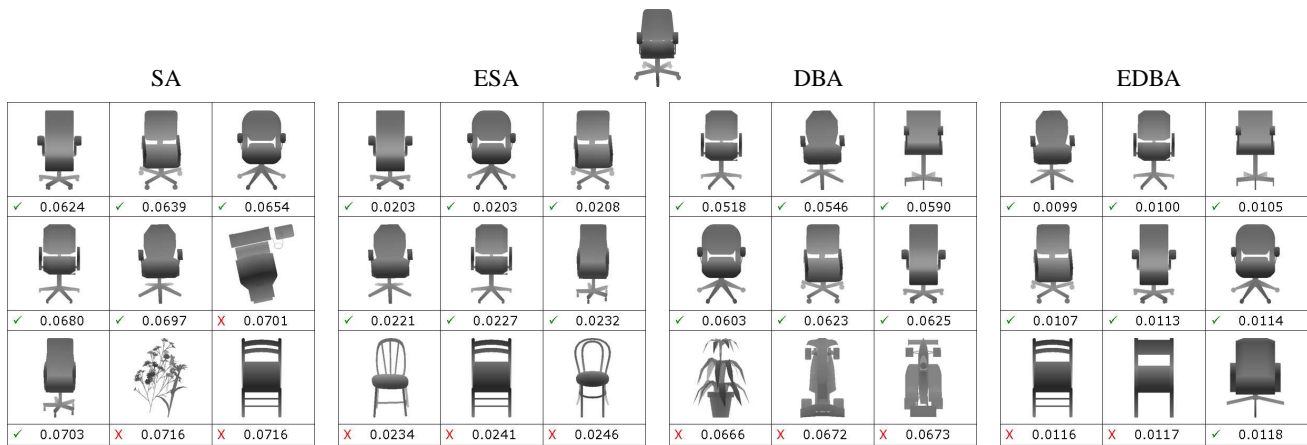 SA ESA DBA EDBA
✓ 0.0624 ✓ 0.0639 ✓ 0.0654 ✓ 0.0203 ✓ 0.0203 ✓ 0.0208 ✓ 0.0518 ✓ 0.0546 ✓ 0.0590 ✓ 0.0099 ✓ 0.0100 ✓ 0.0105
✓ 0.0680 ✓ 0.0697 X 0.0701 ✓ 0.0221 ✓ 0.0227 ✓ 0.0232 ✓ 0.0603 ✓ 0.0623 ✓ 0.0625 ✓ 0.0107 ✓ 0.0113 ✓ 0.0114
✓ 0.0703 X 0.0716 X 0.0716 X 0.0234 X 0.0241 X 0.0246 X 0.0666 X 0.0672 X 0.0673 X 0.0116 X 0.0117 ✓ 0.0118